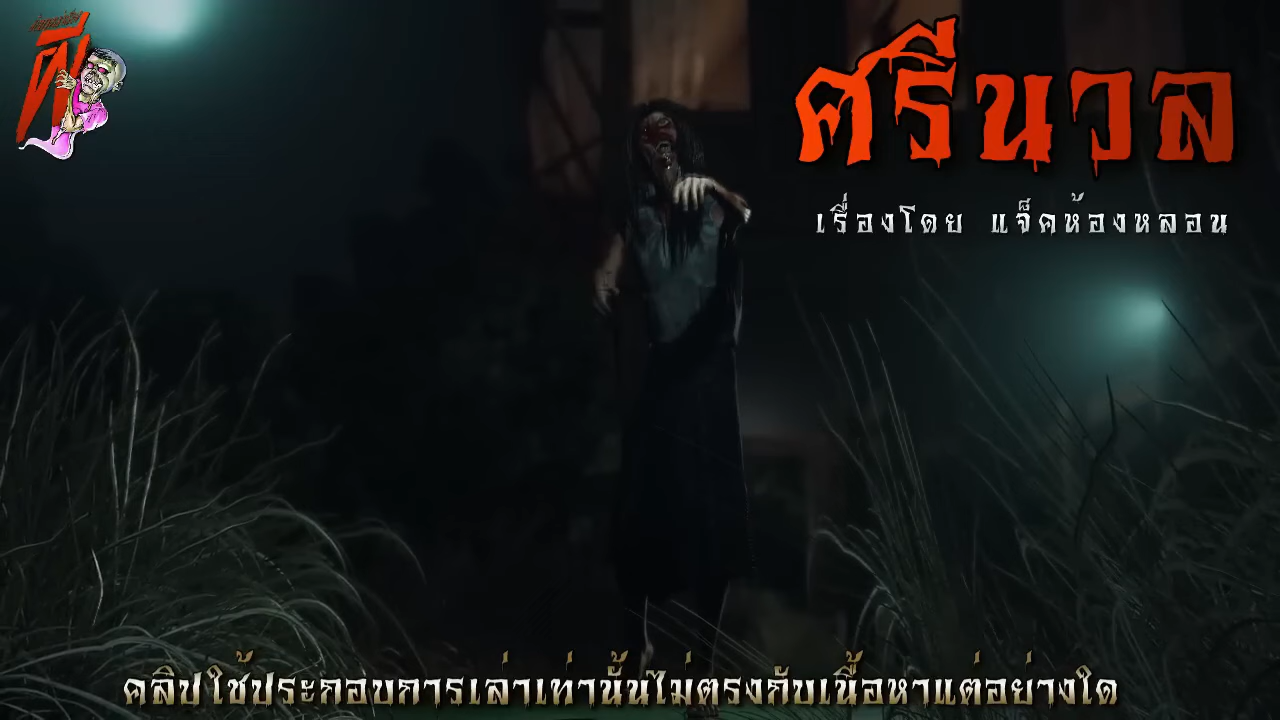 ผี
ศรีนวล
เรื่องโดย แจ็คห้องหลอน
คลิปใช้ประกอบการเล่าเท่านั้นไม่ตรงกับเนื้อหาแต่อย่างใด